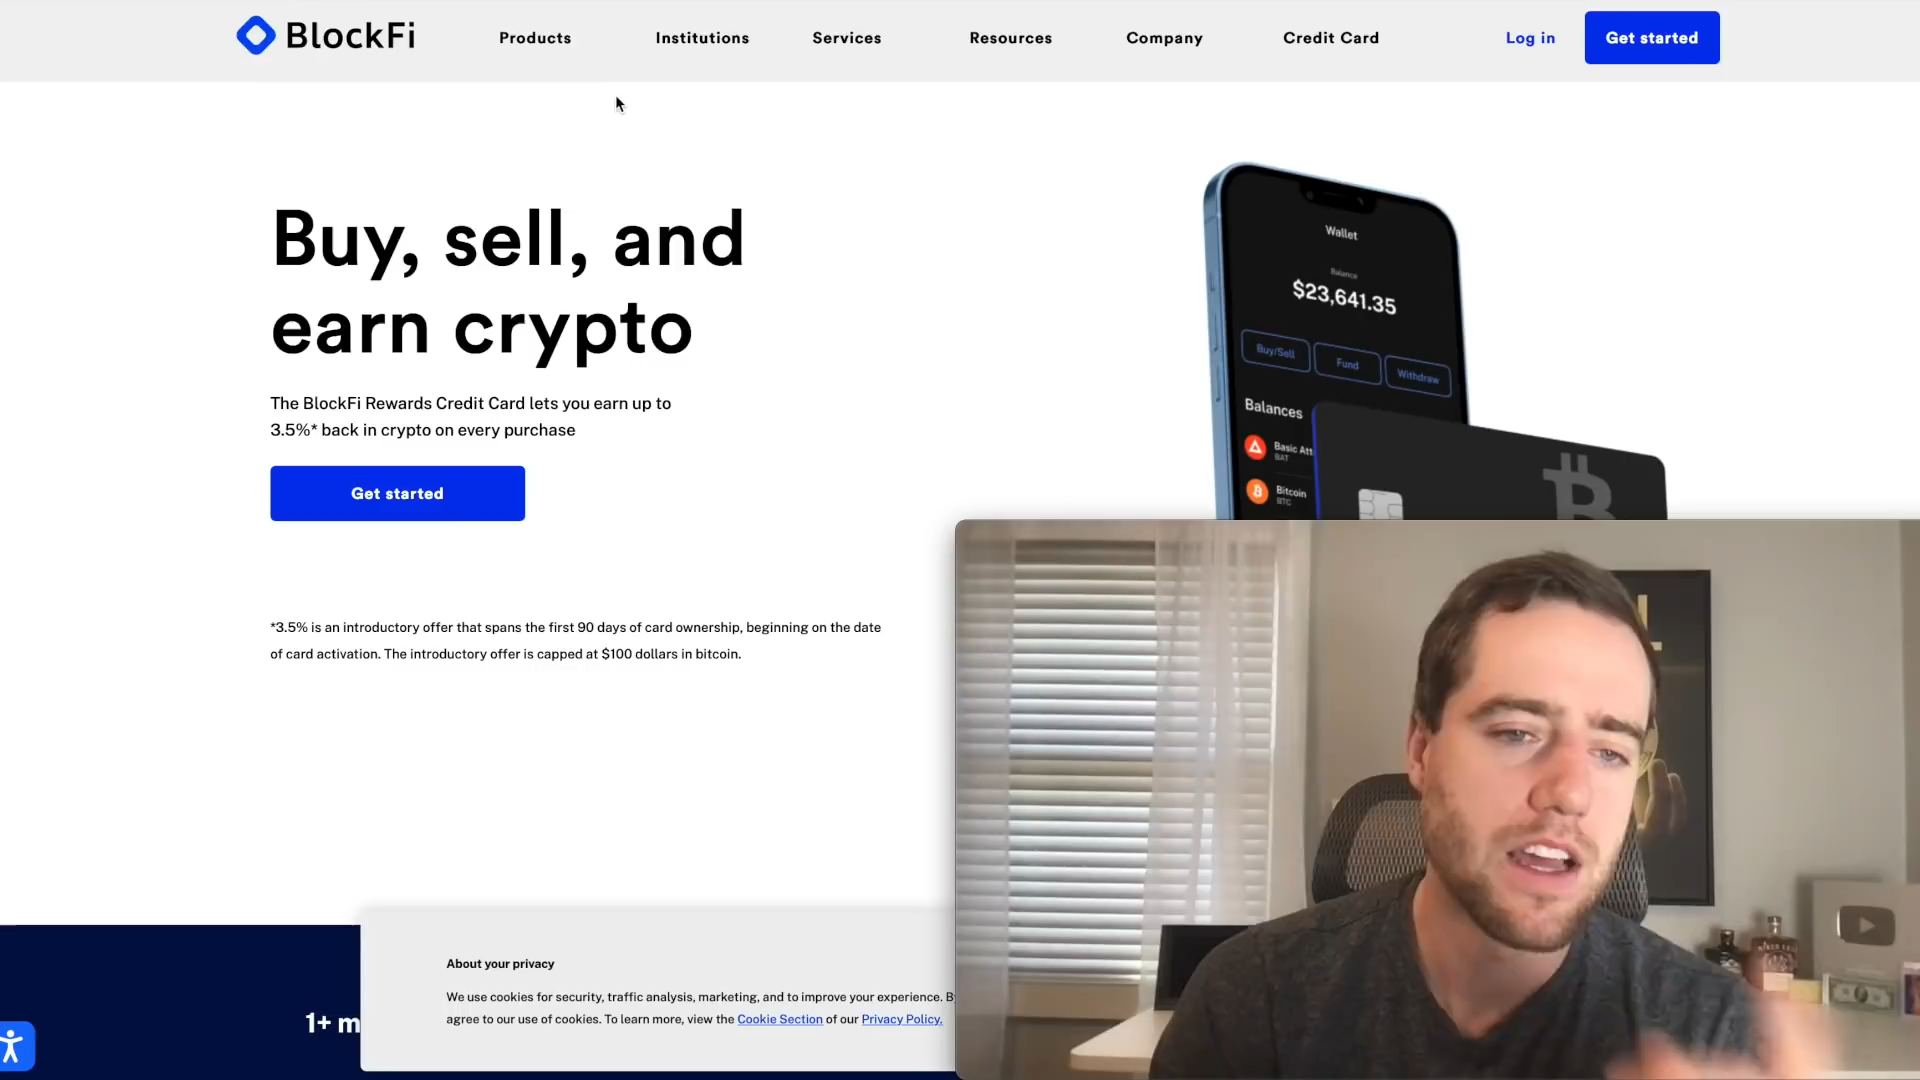 BlockFi
Products
Institutions
Services
Resources
Company
Credit Card
Log in
Get started
Buy, sell, and
earn crypto
The BlockFi Rewards Credit Card lets you earn up to
3.5%* back in crypto on every purchase
Get started
*3.5% is an introductory offer that spans the first 90 days of card ownership, beginning on the date
of card activation. The introductory offer is capped at $100 dollars in bitcoin.
Wallet
Balance
$23,641.35
Buy/Sell
Fund
Withdraw
Balances
Basic Att
BAT
Bitcoin
BTC
1+ m
About your privacy
We use cookies for security, traffic analysis, marketing, and to improve your experience. B
agree to our use of cookies. To learn more, view the Cookie Section of our Privacy Policy.